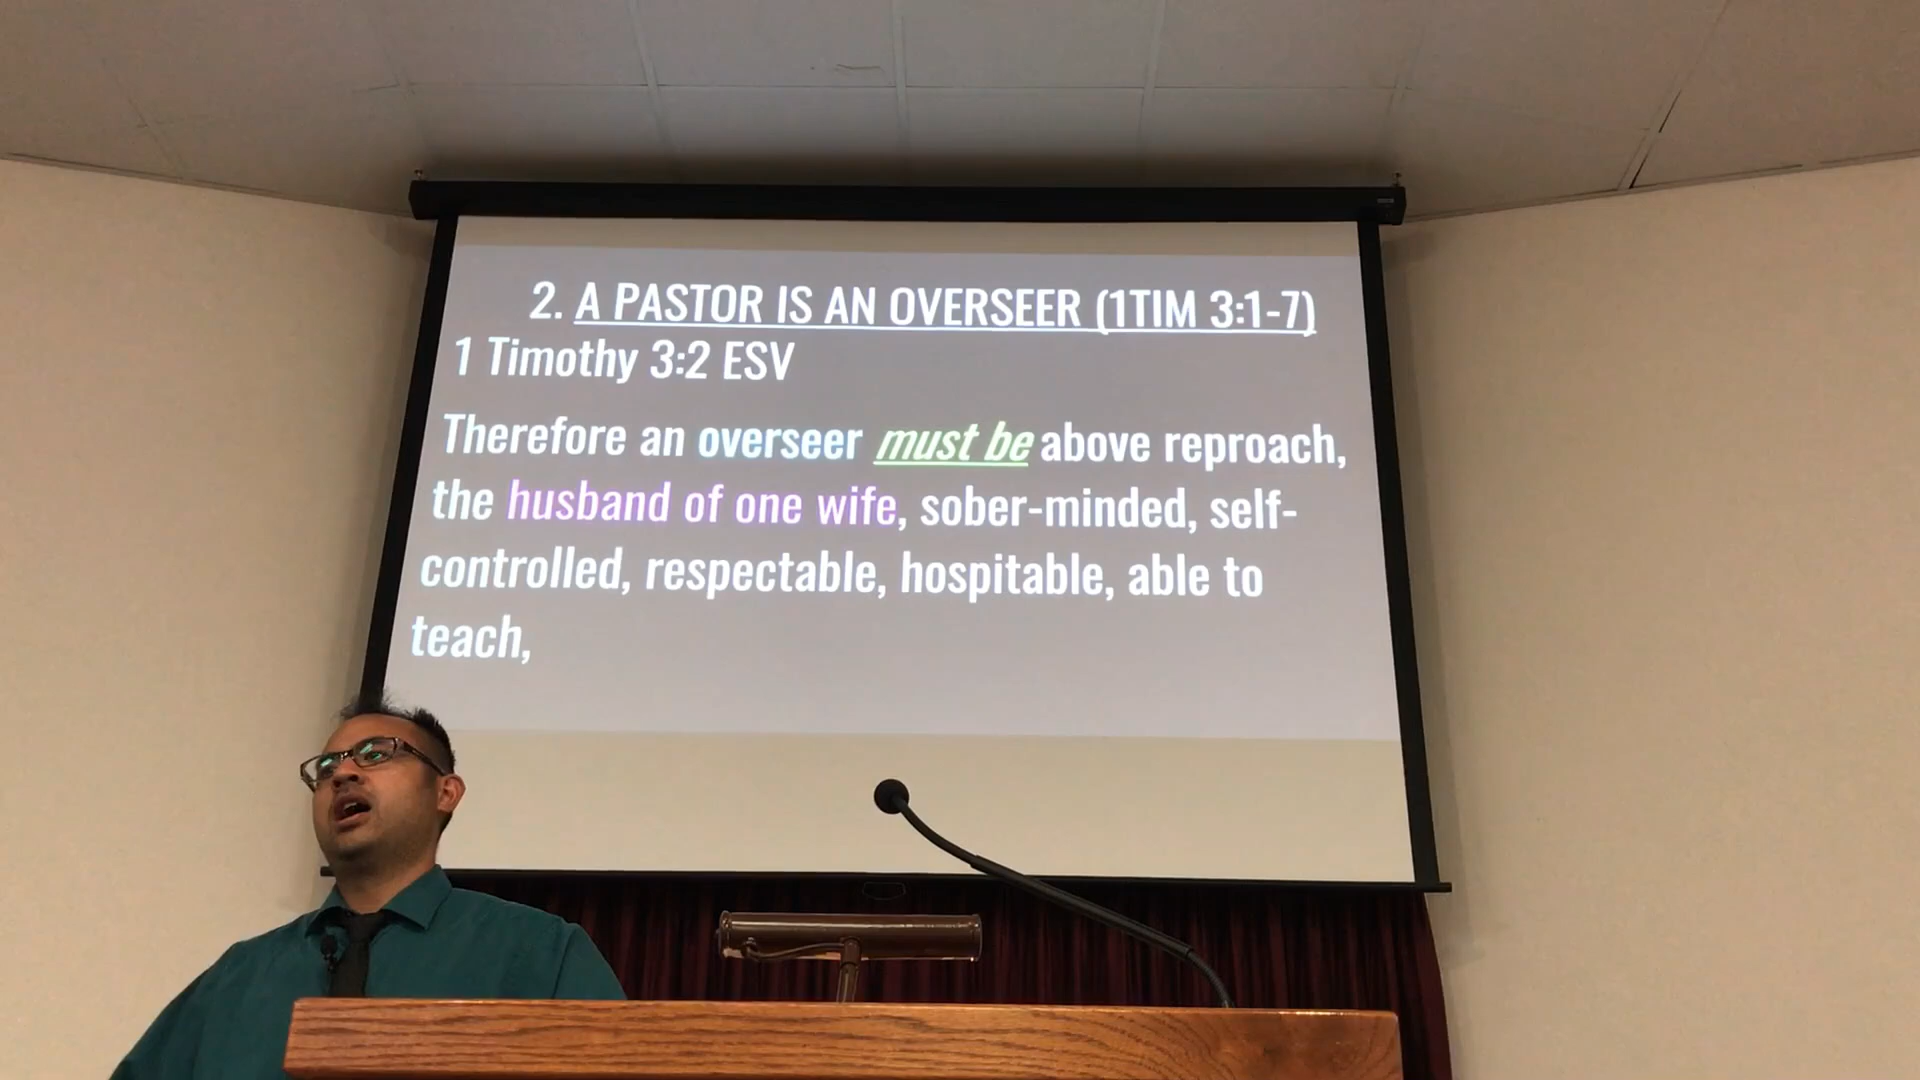 2. A PASTOR IS AN OVERSEER (1TIM 3:1-7)
1 Timothy 3:2 ESV
Therefore an overseer must be above reproach,
the husband of one wife, sober-minded, self-
controlled, respectable, hospitable, able to
teach,